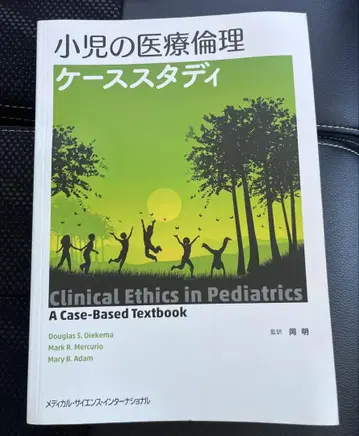 小児の医療倫理
ケーススタディ
Clinical Ethics in Pediatrics
A Case-Based Textbook
Douglas S. Diekema
Mark R. Mercurio
Mary B. Adam
監訳 岡 明
メディカル・サイエンス・インターナショナル